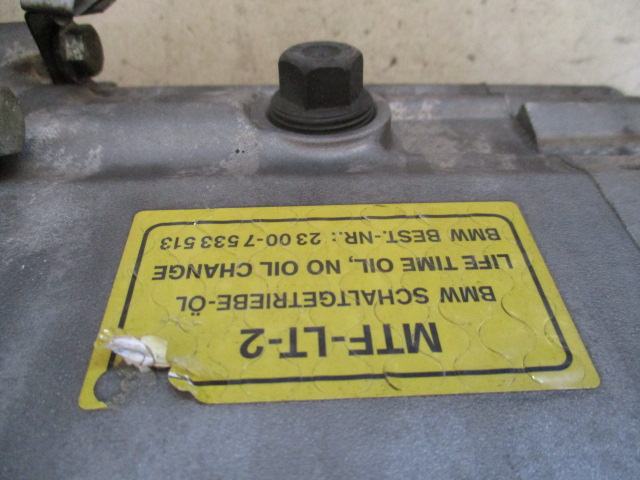 MTF-LT-2
BMW SCHALTGETRIEBE-ÖL
LIFE TIME OIL, NO OIL CHANGE
BMW BEST.-NR.: 23 00-7 533 513